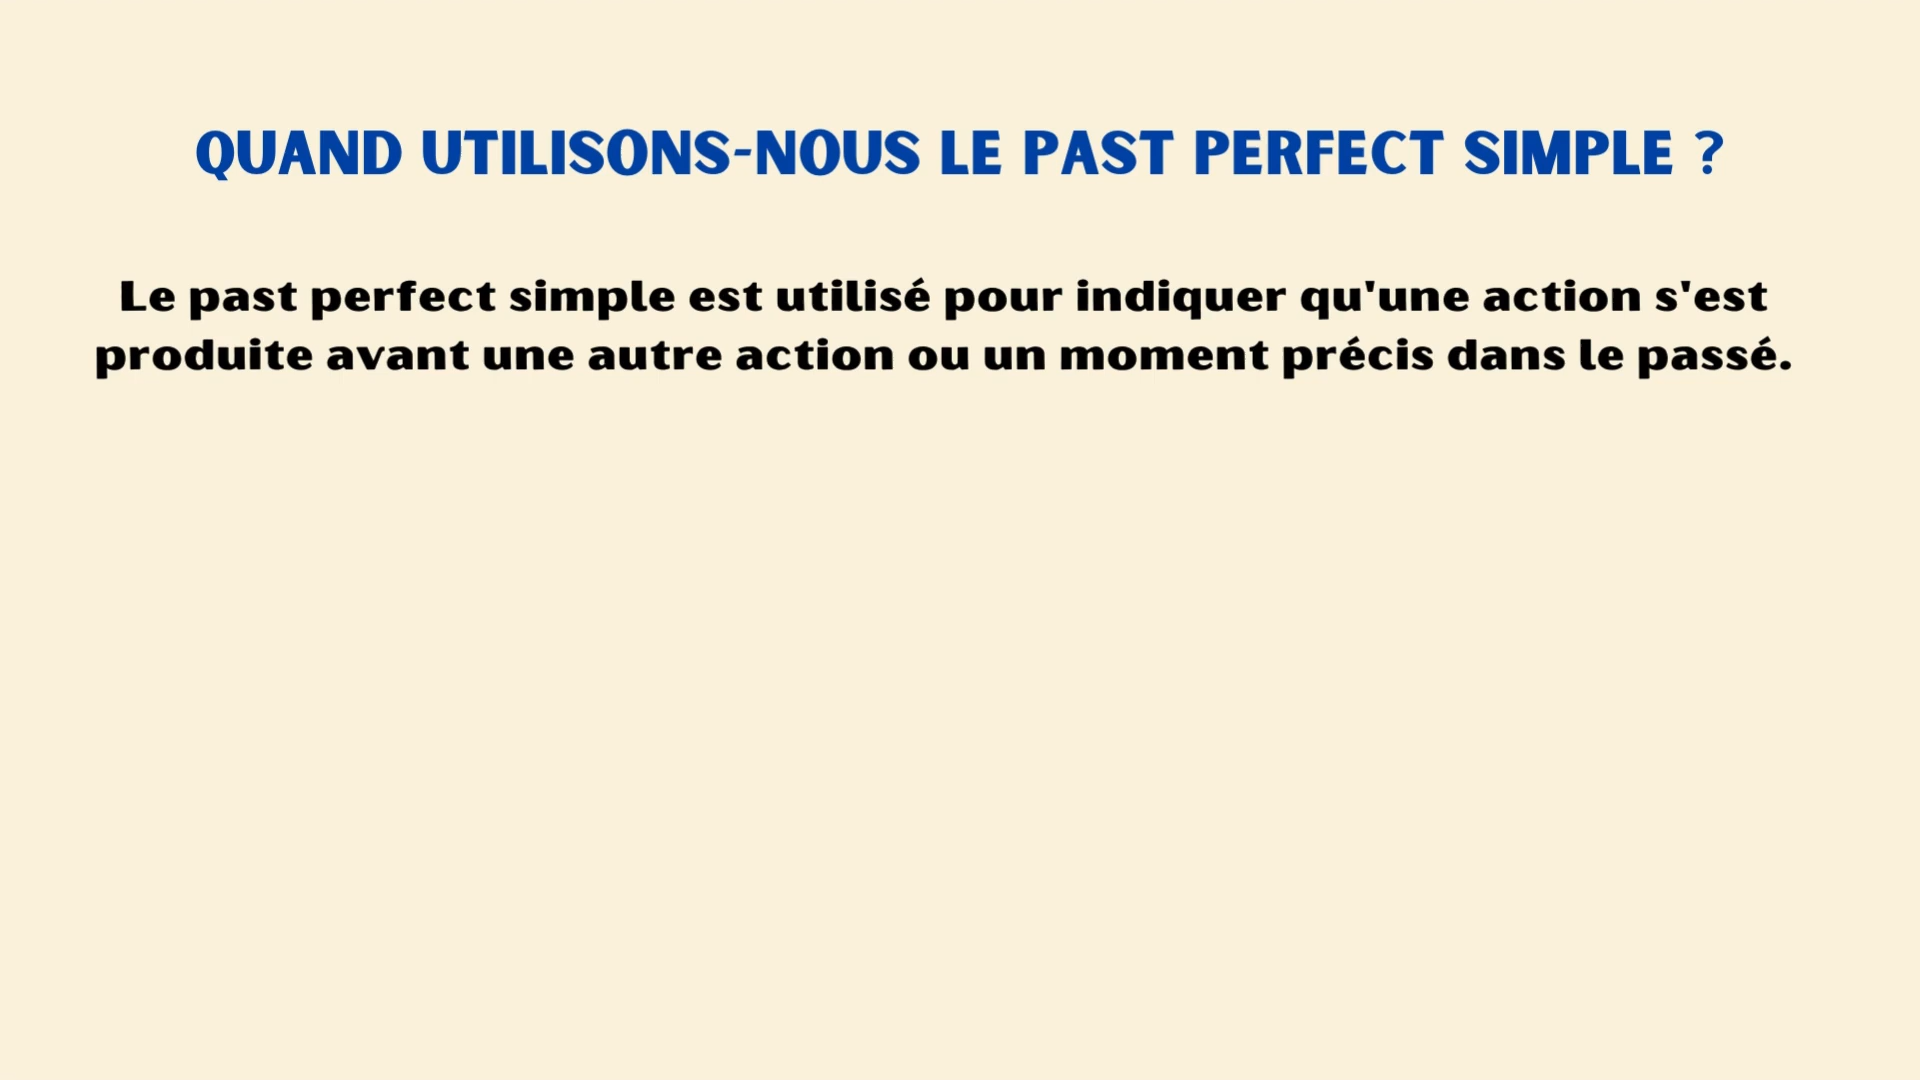 QUAND UTILISONS-NOUS LE PAST PERFECT SIMPLE ?
Le past perfect simple est utilisé pour indiquer qu'une action s'est
produite avant une autre action ou un moment précis dans le passé.